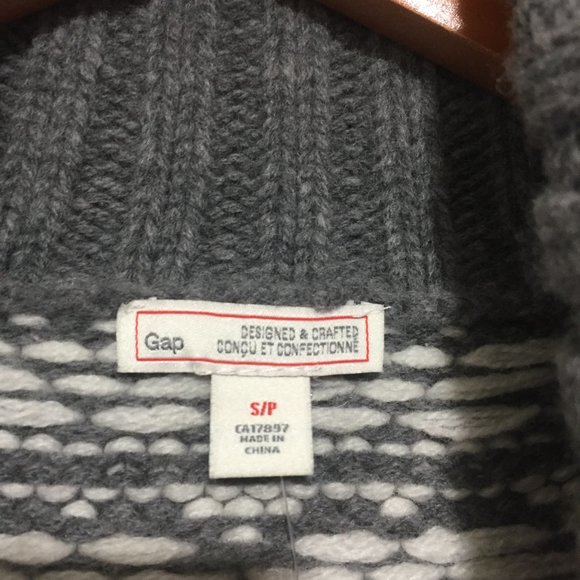 Gap
DESIGNED & CRAFTED
CONÇU ET CONFECTIONNÉ
S/P
CA17897
MADE IN
CHINA